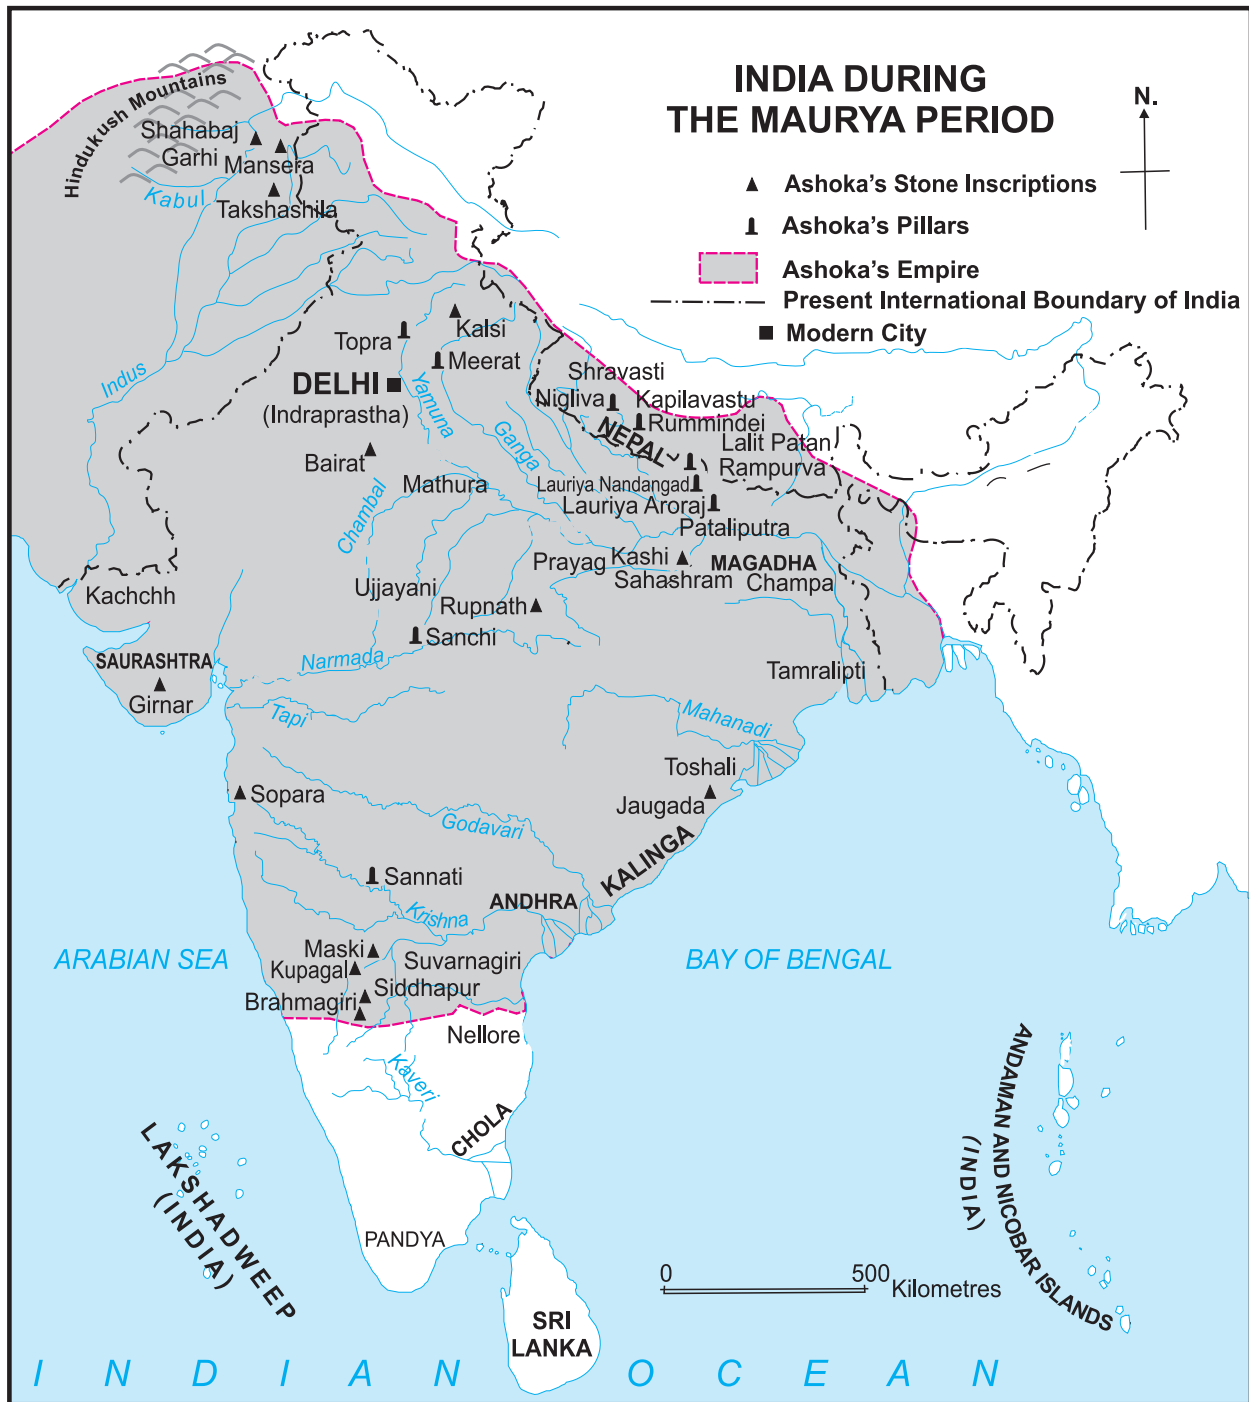 INDIA DURING
THE MAURYA PERIOD
N.
Ashoka's Stone Inscriptions
Ashoka's Pillars
Ashoka's Empire
Present International Boundary of India
Modern City
Hindukush Mountains
Shahabaj
Garhi
Mansera
Kabul
Takshashila
Indus
Topra
Kalsi
Meerat
DELHI
(Indraprastha)
Yamuna
Ganga
Shravasti
Nigliva
Kapilavastu
Rummindei
NEPAL
Lalit Patan
Rampurva
Bairat
Mathura
Lauriya Nandangad
Lauriya Aroraj
Chambal
Pataliputra
Prayag
Kashi
MAGADHA
Sahashram
Champa
Kachchh
Ujjayani
Rupnath
Sanchi
SAURASHTRA
Narmada
Tamralipti
Girnar
Tapi
Mahanadi
Toshali
Sopara
Jaugada
Godavari
KALINGA
Sannati
ANDHRA
Krishna
ARABIAN SEA
Maski
Suvarnagiri
BAY OF BENGAL
Kupagal
Siddhapur
Brahmagiri
Nellore
Kaveri
CHOLA
LAKSHADWEEP
(INDIA)
ANDAMAN AND NICOBAR ISLANDS
(INDIA)
PANDYA
0 500
Kilometres
SRI
LANKA
INDIAN OCEAN